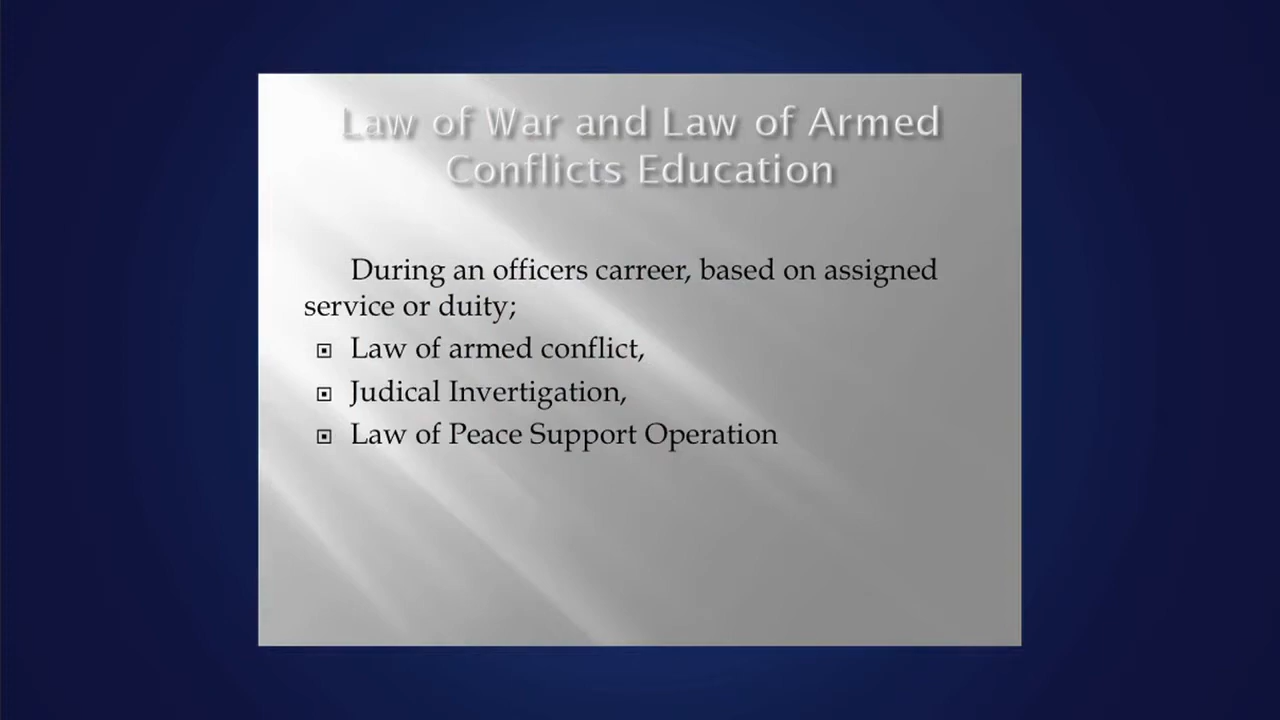 Law of War and Law of Armed
Conflicts Education
During an officers carreer, based on assigned
service or duity;
Law of armed conflict,
Judical Invertigation,
Law of Peace Support Operation